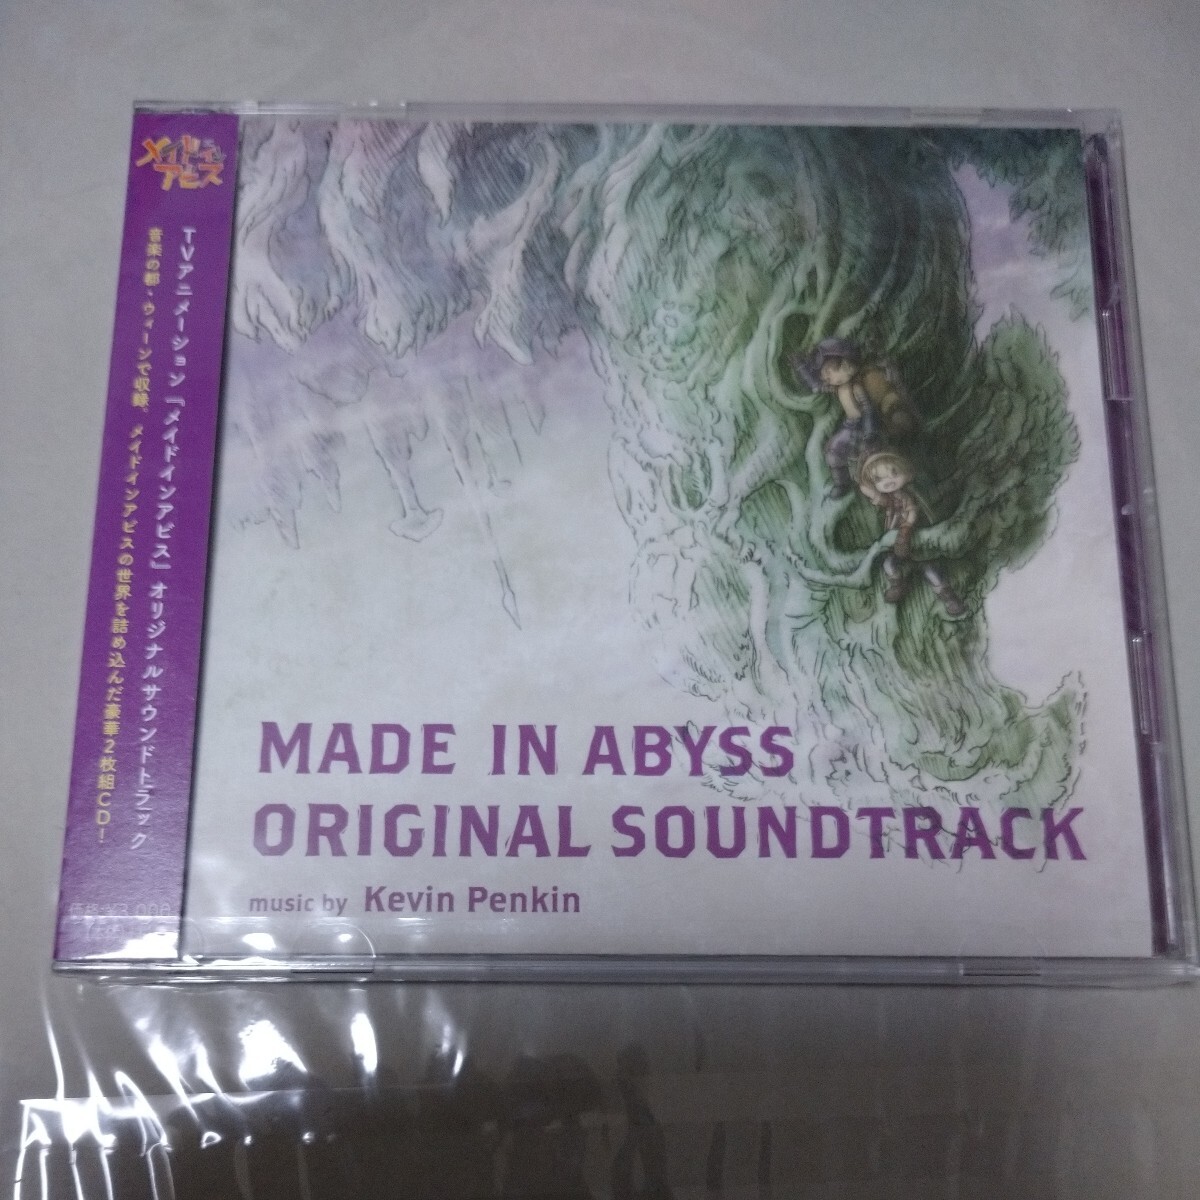 メイドインアビス
TVアニメーション「メイドインアビス」オリジナルサウンドトラック
音楽の都、ウィーンで収録。メイドインアビスの世界を詰め込んだ豪華2枚組CD!
MADE IN ABYSS
ORIGINAL SOUNDTRACK
music by Kevin Penkin